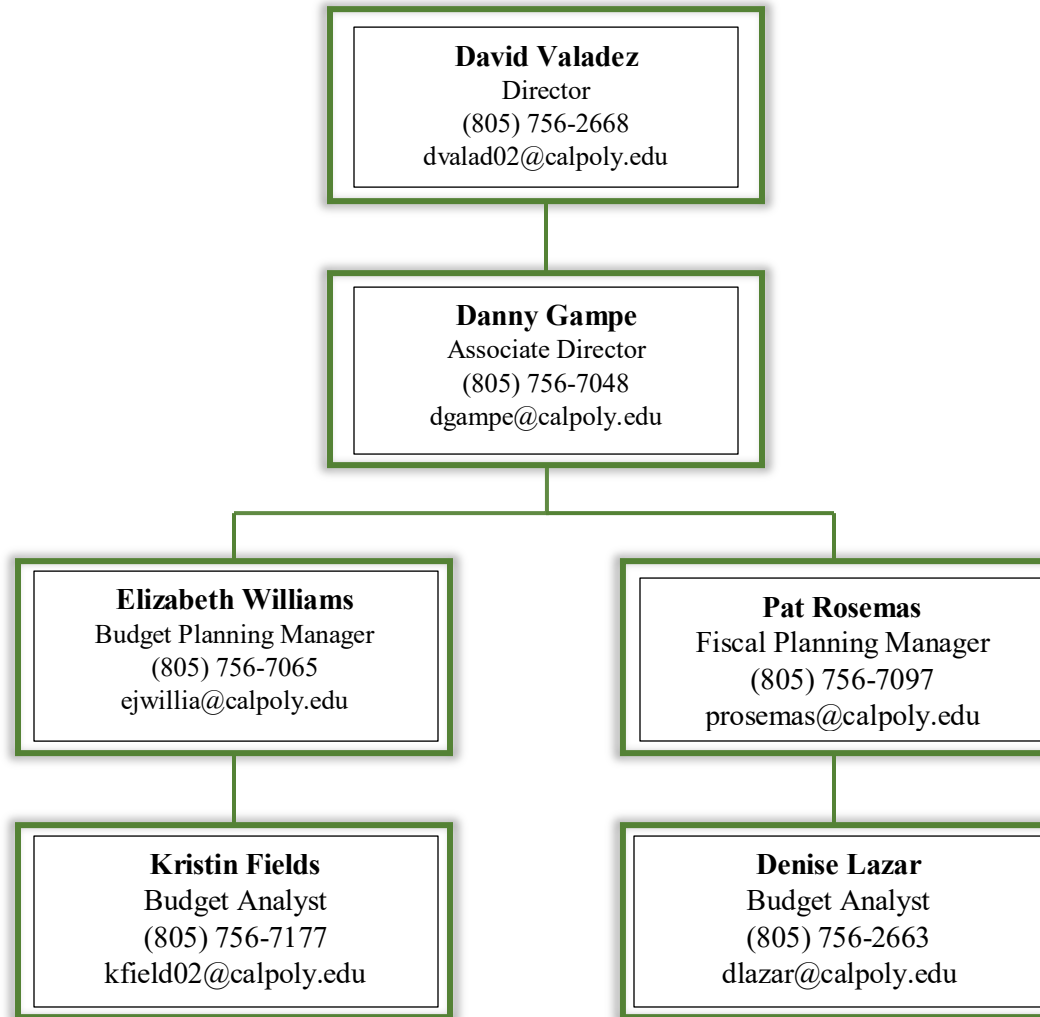 David Valadez
Director
(805) 756-2668
dvalad02@calpoly.edu
Danny Gampe
Associate Director
(805) 756-7048
dgampe@calpoly.edu
Elizabeth Williams
Budget Planning Manager
(805) 756-7065
ejwillia@calpoly.edu
Pat Rosemas
Fiscal Planning Manager
(805) 756-7097
prosemas@calpoly.edu
Kristin Fields
Budget Analyst
(805) 756-7177
kfield02@calpoly.edu
Denise Lazar
Budget Analyst
(805) 756-2663
dlazar@calpoly.edu